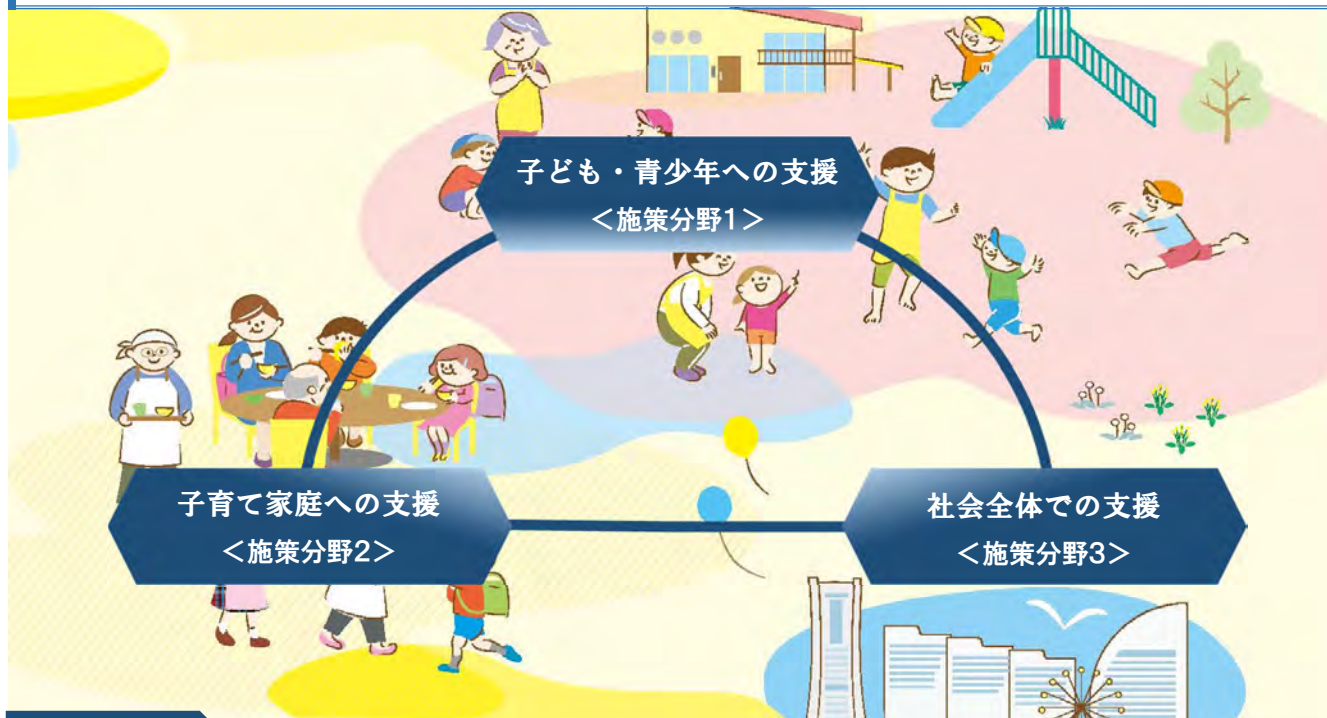 子ども・青少年への支援
＜施策分野1＞
子育て家庭への支援
＜施策分野2＞
社会全体での支援
＜施策分野3＞